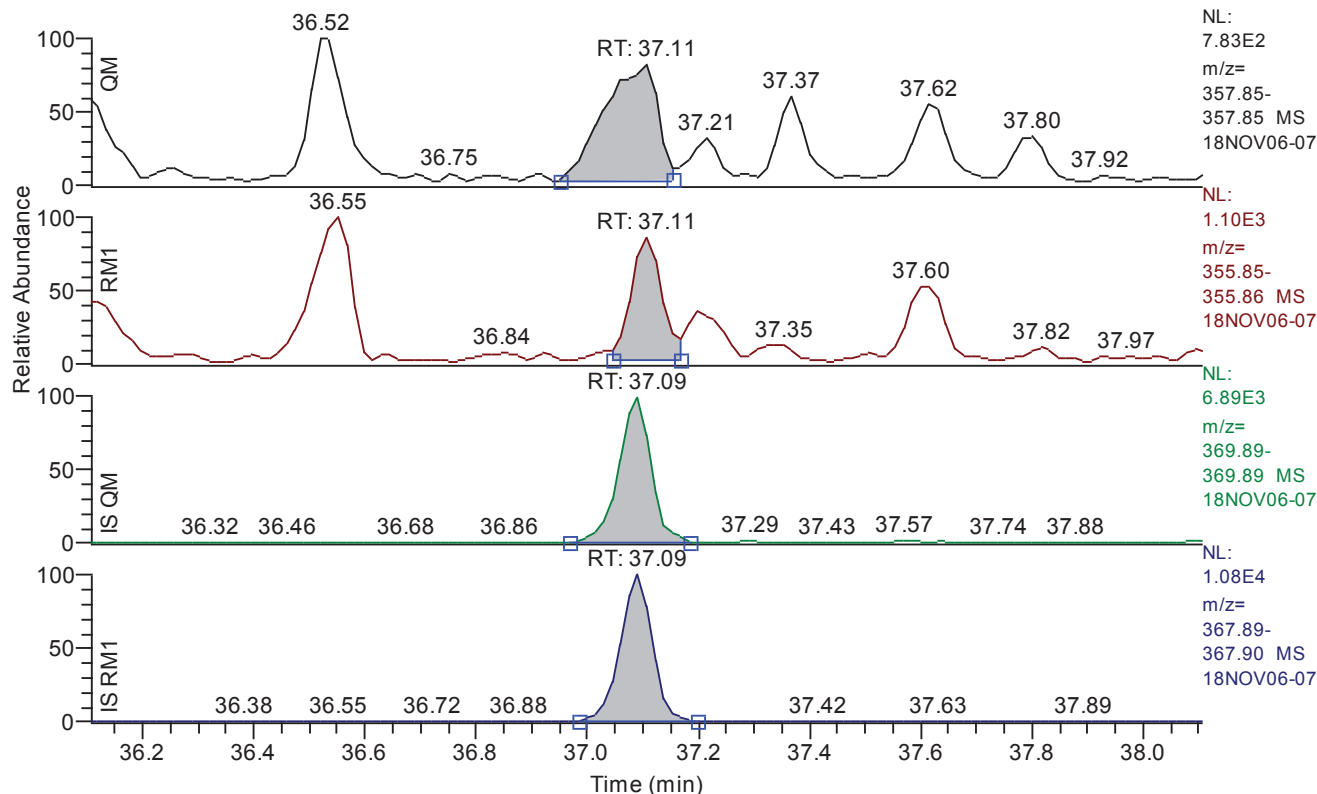 Relative Abundance
36.52
RT: 37.11
37.37
37.62
37.21
37.80
36.75
37.92
100
50
0
QM
NL:
7.83E2
m/z=
357.85-
357.85 MS
18NOV06-07
36.55
RT: 37.11
37.60
36.84
37.35
37.82
37.97
100
50
0
RM1
NL:
1.10E3
m/z=
355.85-
355.86 MS
18NOV06-07
RT: 37.09
36.32
36.46
36.68
36.86
37.29
37.43
37.57
37.74
37.88
100
50
0
IS QM
NL:
6.89E3
m/z=
369.89-
369.89 MS
18NOV06-07
RT: 37.09
36.38
36.55
36.72
36.88
37.42
37.63
37.89
100
50
0
IS RM1
NL:
1.08E4
m/z=
367.89-
367.90 MS
18NOV06-07
36.2 36.4 36.6 36.8 37.0 37.2 37.4 37.6 37.8 38.0
Time (min)